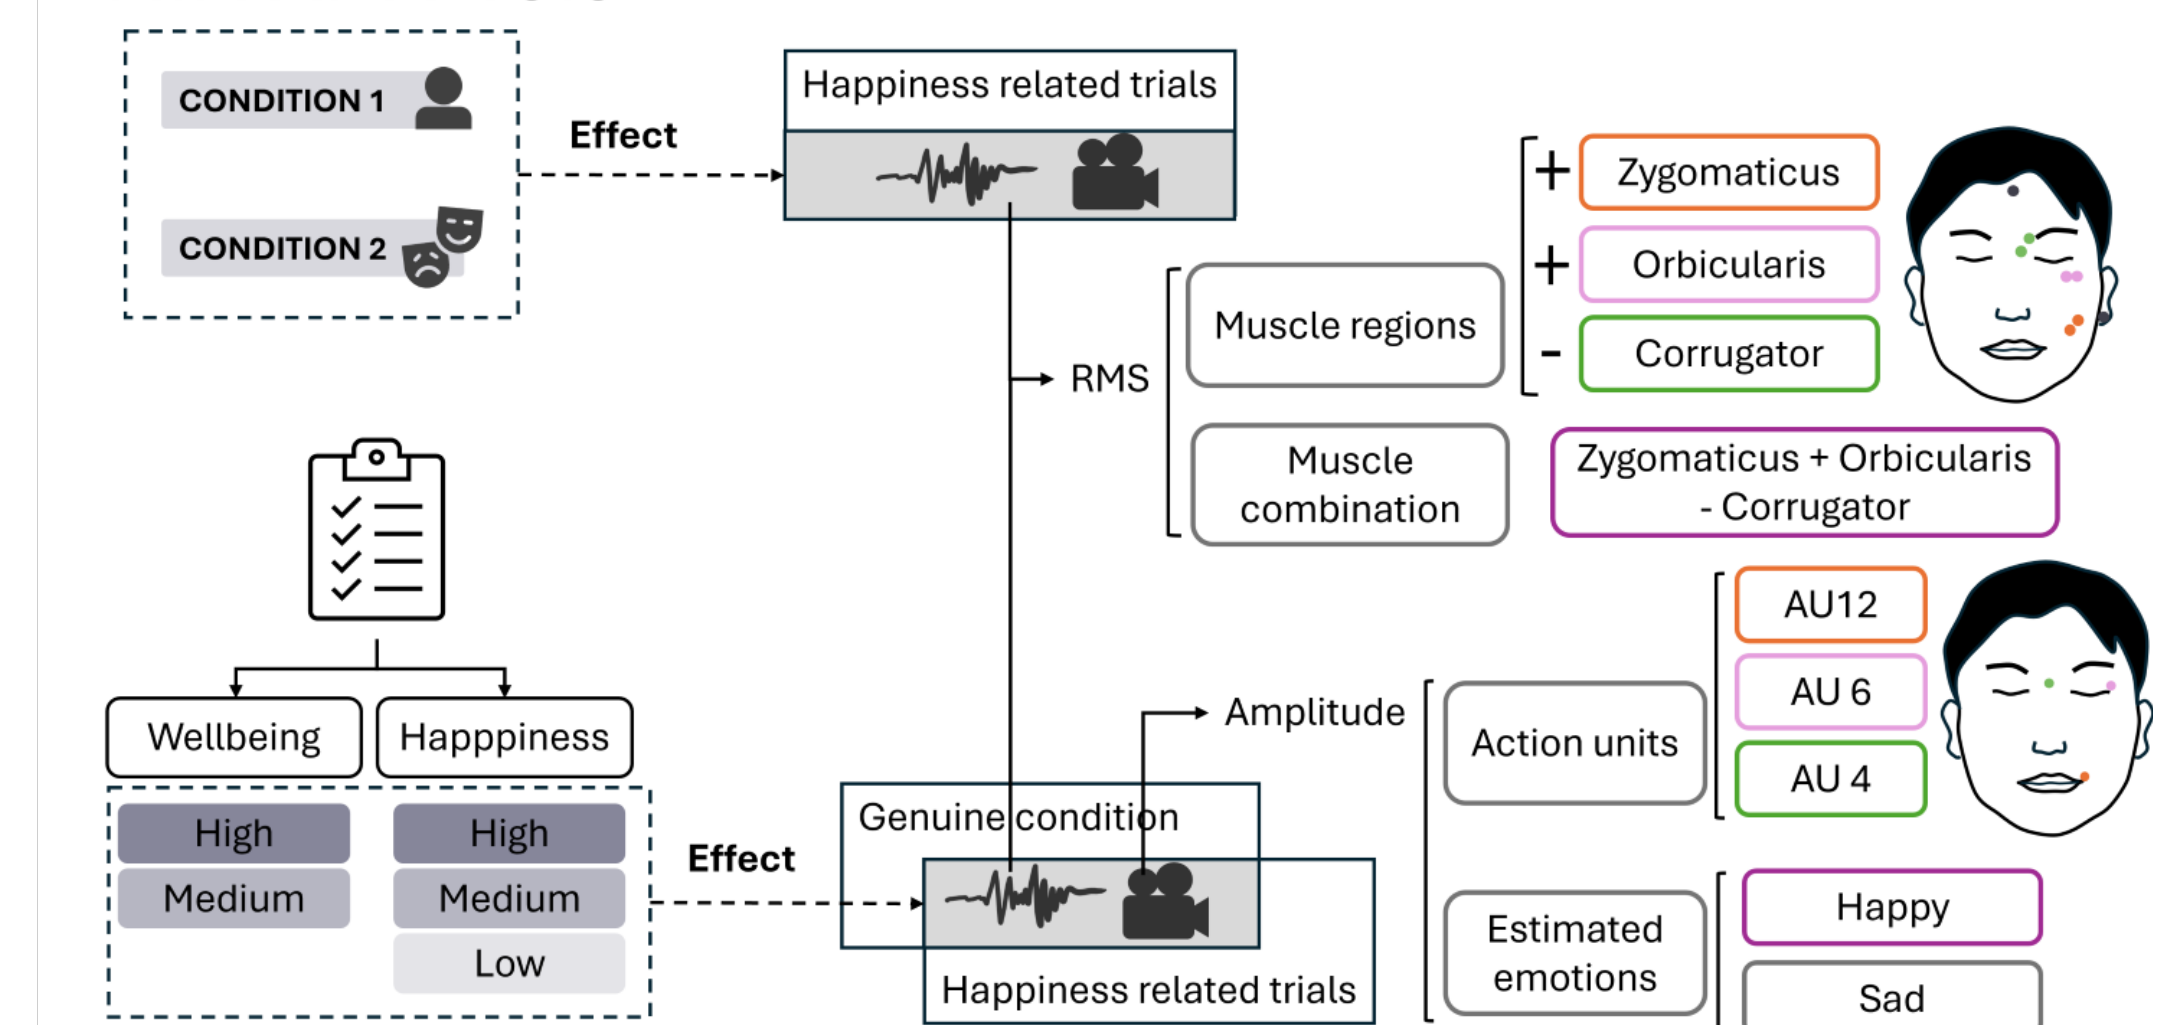 CONDITION 1
CONDITION 2
Effect
Happiness related trials
RMS
Muscle regions
Muscle
combination
+ Zygomaticus
+ Orbicularis
- Corrugator
Zygomaticus + Orbicularis
- Corrugator
Wellbeing
Happpiness
High
Medium
High
Medium
Low
Effect
Genuine condition
Happiness related trials
Amplitude
Action units
AU12
AU 6
AU 4
Estimated
emotions
Happy
Sad